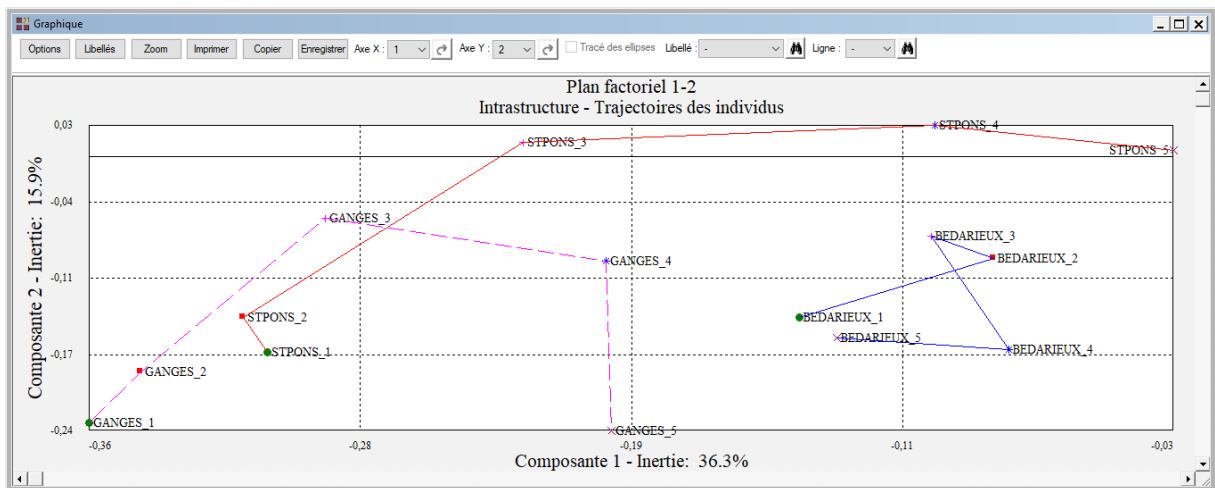 Graphique
Options Libellés Zoom Imprimer Copier Enregistrer Axe X : 1 Axe Y : 2 Tracé des ellipses Libellé : - Ligne : -
Plan factoriel 1-2
Intrastructure - Trajectoires des individus
0,03
STPONS_4
STPONS_3
STPONS_5
-0,04
GANGES_3
BEDARIEUX_3
BEDARIEUX_2
GANGES_4
-0,11
STPONS_2
BEDARIEUX_1
BEDARIEUX_5
BEDARIEUX_4
STPONS_1
-0,17
GANGES_2
GANGES_1
GANGES_5
-0,24
-0,36 -0,28 -0,19 -0,11 -0,03
Composante 1 - Inertie: 36.3%
Composante 2 - Inertie: 15.9%